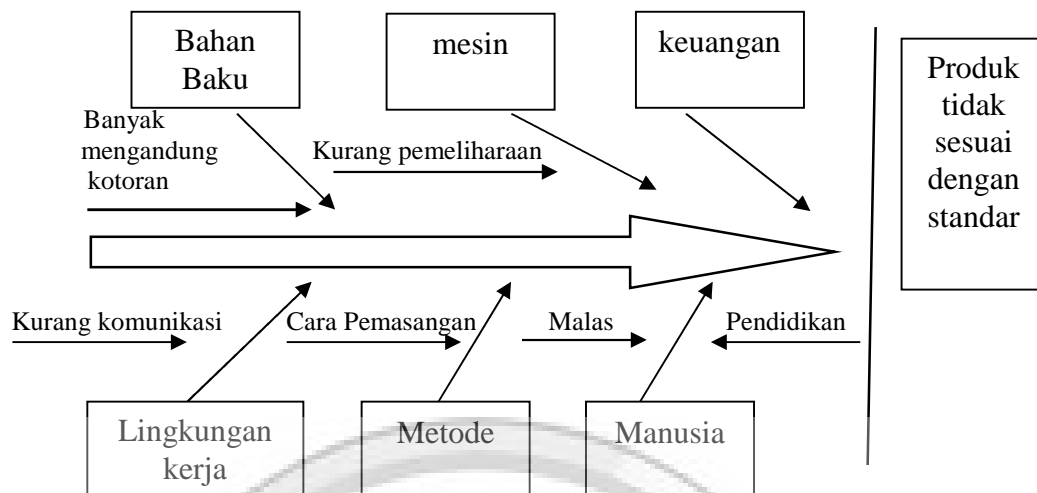 Bahan
Baku
mesin
keuangan
Produk
tidak
sesuai
dengan
standar
Banyak
mengandung
kotoran
Kurang pemeliharaan
Kurang komunikasi
Cara Pemasangan
Malas
Pendidikan
Lingkungan
kerja
Metode
Manusia